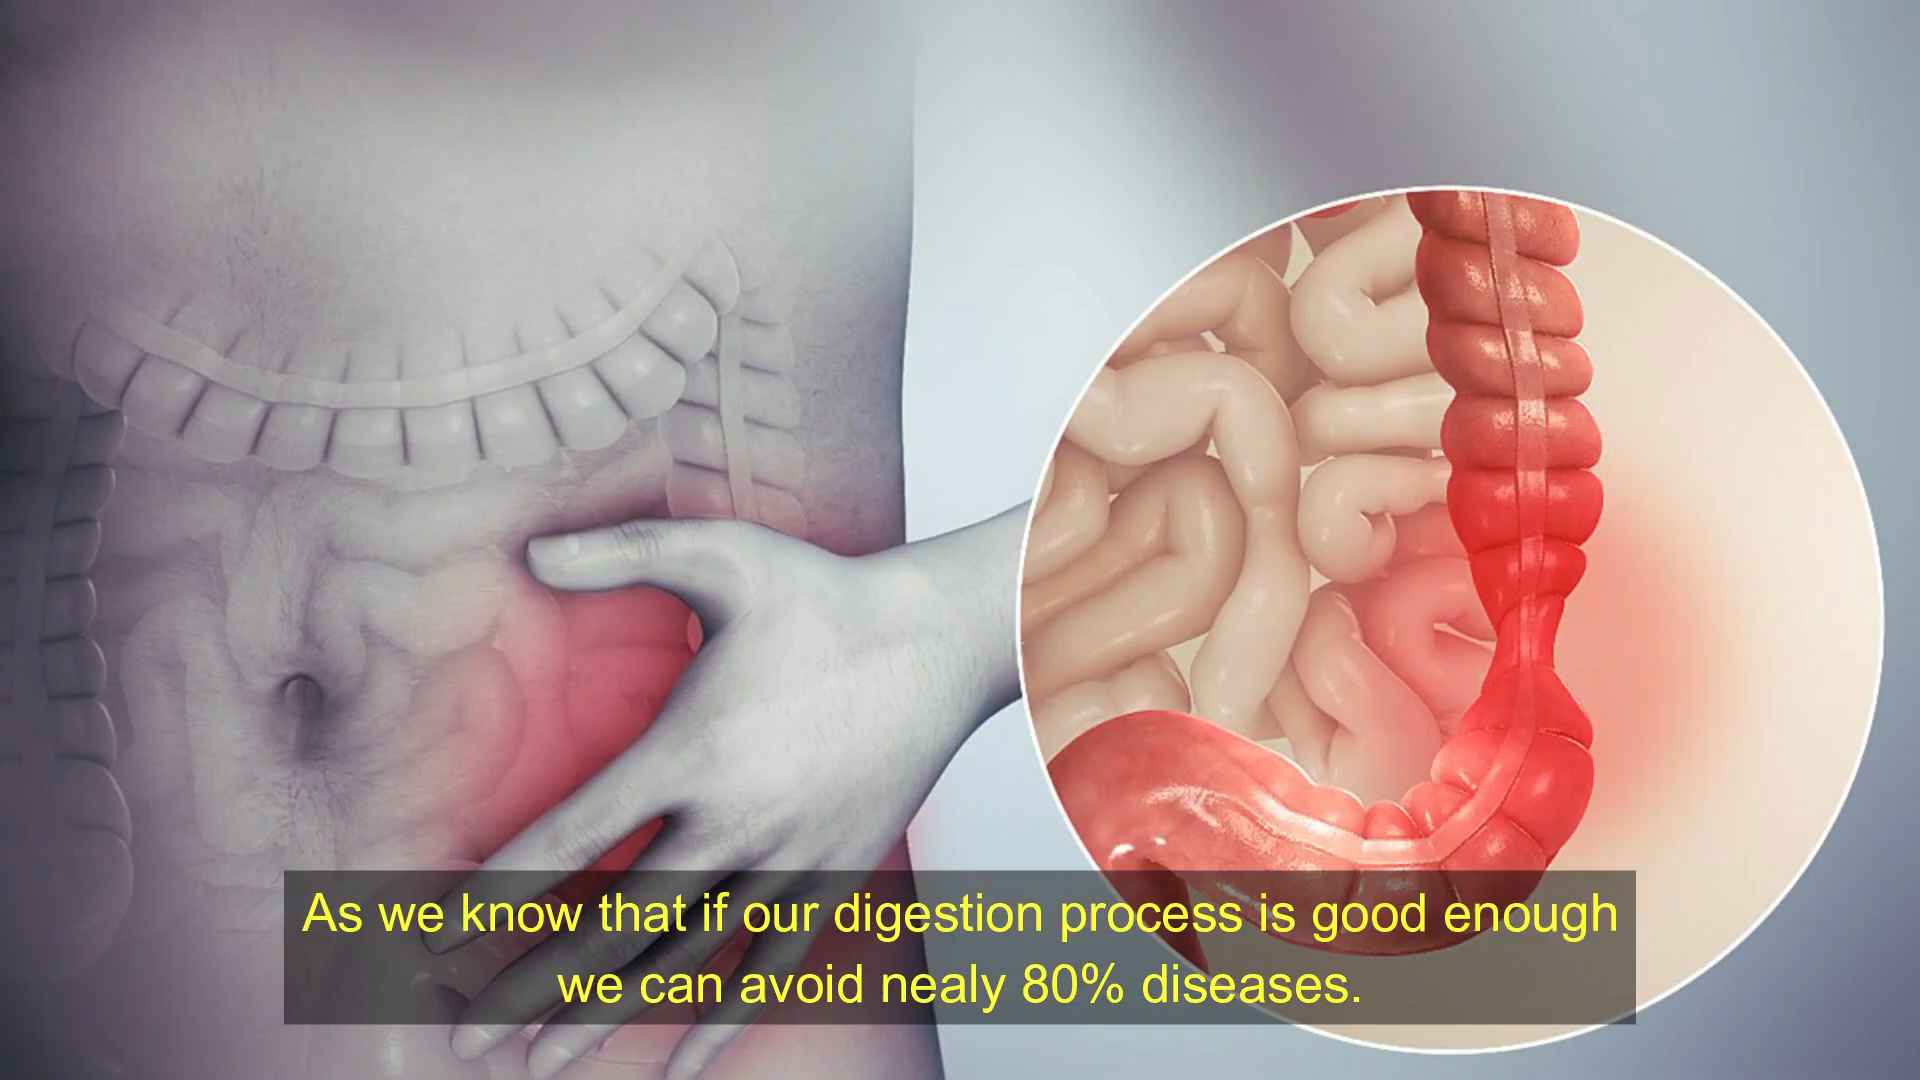 As we know that if our digestion process is good enough
we can avoid nealy 80% diseases.